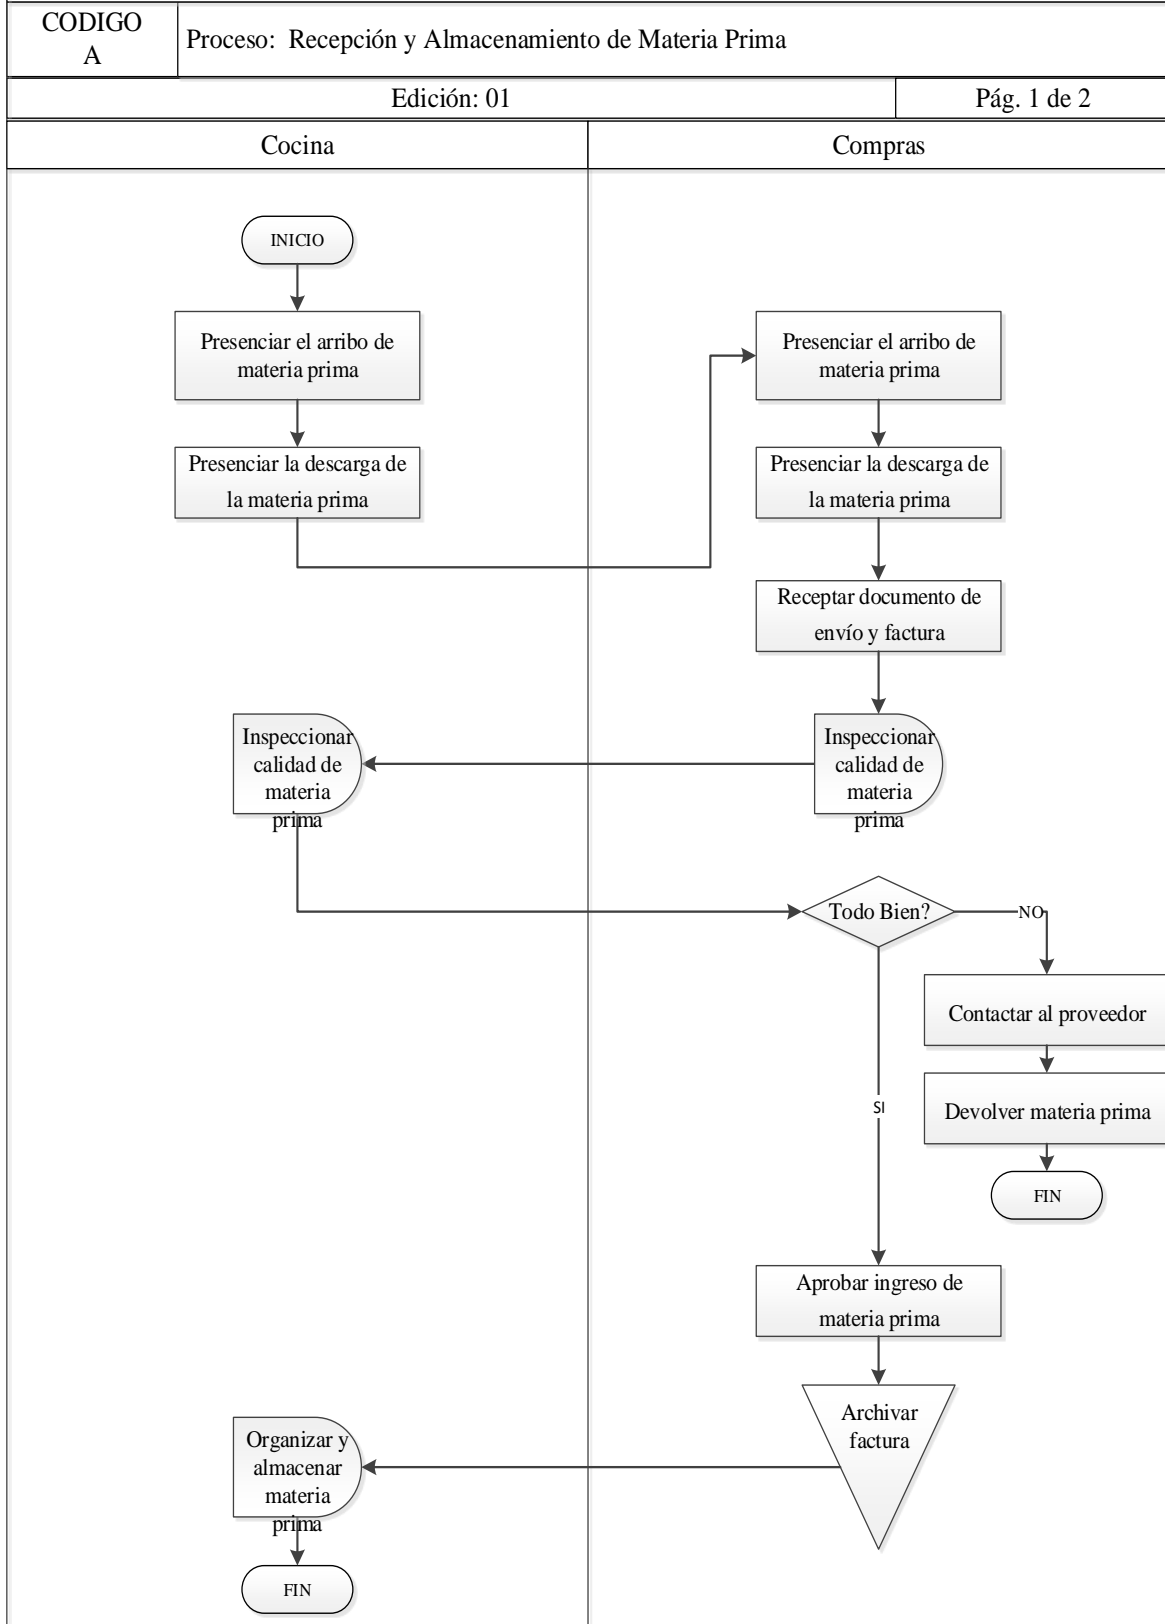 CODIGO
A
Proceso:  Recepción y Almacenamiento de Materia Prima
Edición: 01
Pág. 1 de 2
Cocina
Compras
INICIO
Presenciar el arribo de
materia prima
Presenciar el arribo de
materia prima
Presenciar la descarga de
la materia prima
Presenciar la descarga de
la materia prima
Receptar documento de
envío y factura
Inspeccionar
calidad de
materia
prima
Inspeccionar
calidad de
materia
prima
Todo Bien?
NO
Contactar al proveedor
SI
Devolver materia prima
FIN
Aprobar ingreso de
materia prima
Archivar
factura
Organizar y
almacenar
materia
prima
FIN